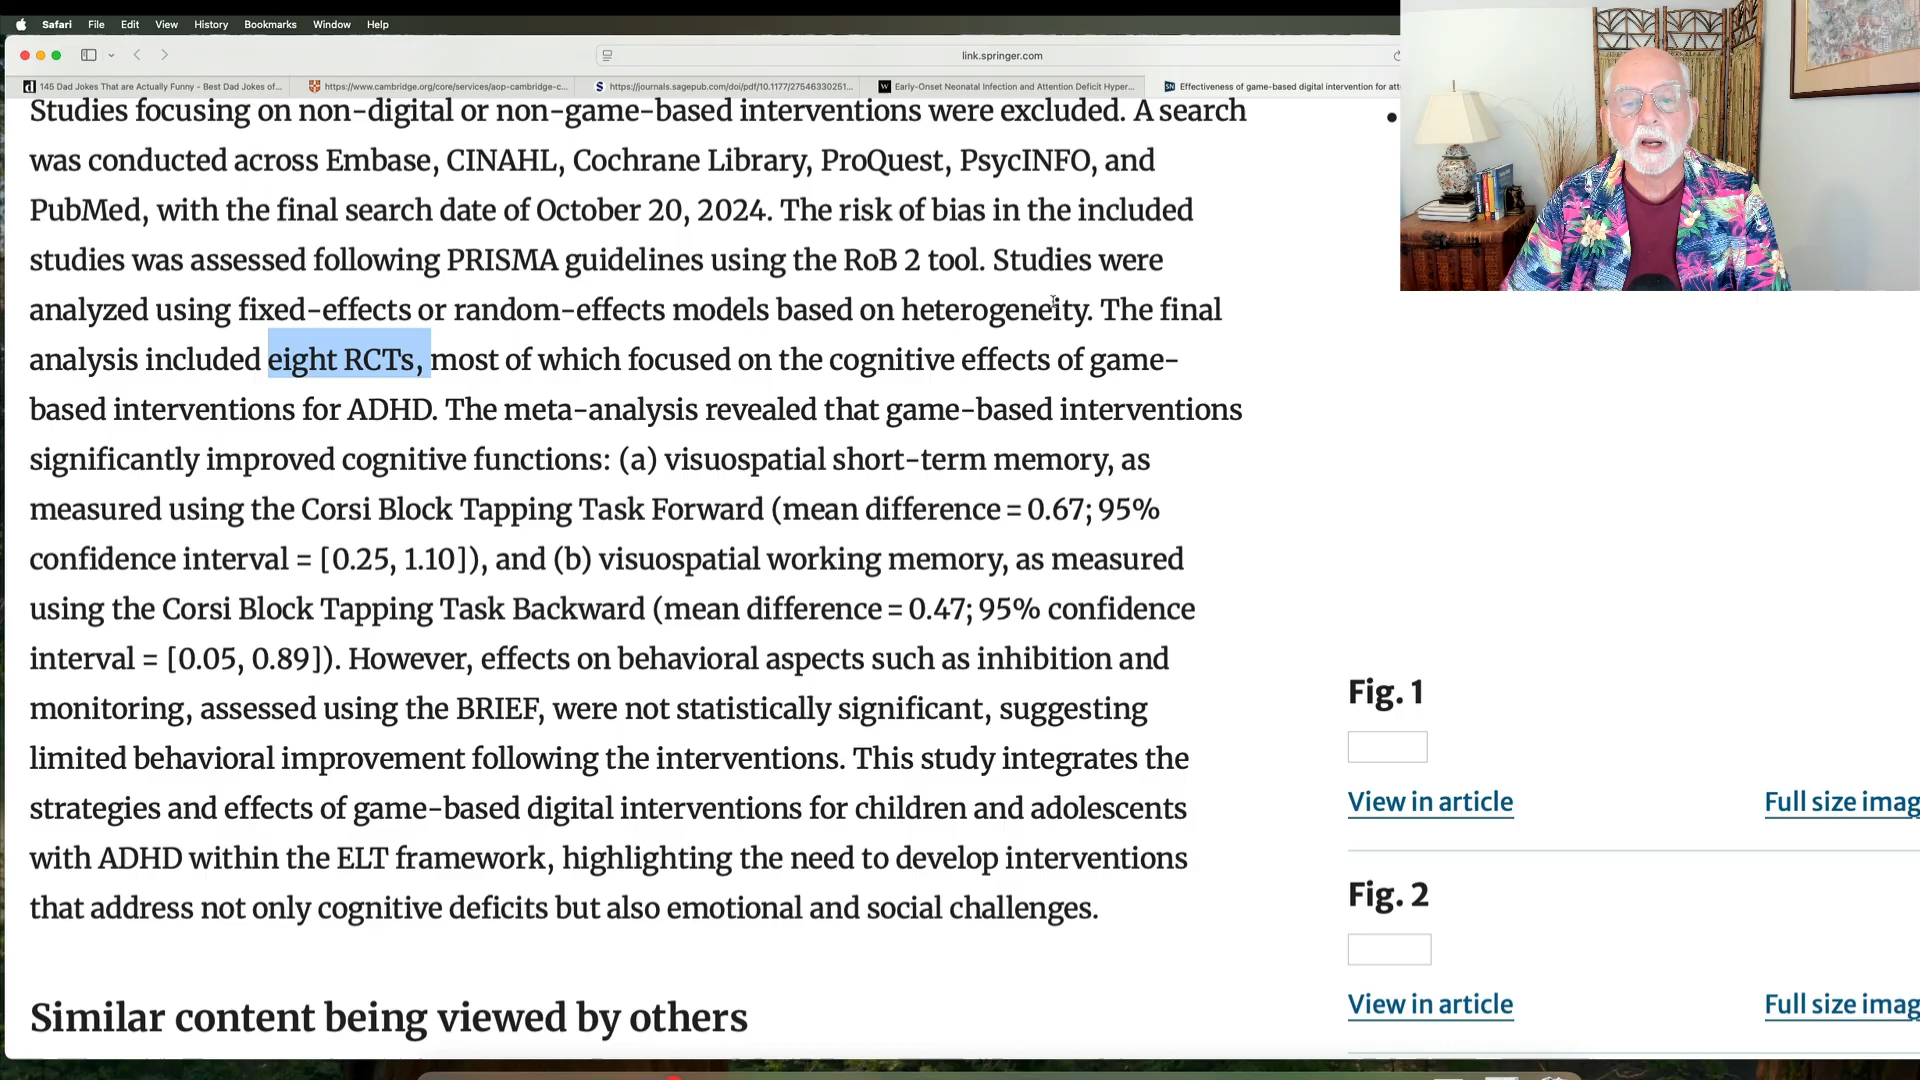 Safari File Edit View History Bookmarks Window Help
link.springer.com
145 Dad Jokes That are Actually Funny - Best Dad Jokes of...
https://www.cambridge.org/core/services/aop-cambridge-c...
https://journals.sagepub.com/doi/pdf/10.1177/27546330251...
Early-Onset Neonatal Infection and Attention Deficit Hyper...
Effectiveness of game-based digital intervention for att
Studies focusing on non-digital or non-game-based interventions were excluded. A search
was conducted across Embase, CINAHL, Cochrane Library, ProQuest, PsycINFO, and
PubMed, with the final search date of October 20, 2024. The risk of bias in the included
studies was assessed following PRISMA guidelines using the RoB 2 tool. Studies were
analyzed using fixed-effects or random-effects models based on heterogeneity. The final
analysis included eight RCTs, most of which focused on the cognitive effects of game-
based interventions for ADHD. The meta-analysis revealed that game-based interventions
significantly improved cognitive functions: (a) visuospatial short-term memory, as
measured using the Corsi Block Tapping Task Forward (mean difference = 0.67; 95%
confidence interval = [0.25, 1.10]), and (b) visuospatial working memory, as measured
using the Corsi Block Tapping Task Backward (mean difference = 0.47; 95% confidence
interval = [0.05, 0.89]). However, effects on behavioral aspects such as inhibition and
monitoring, assessed using the BRIEF, were not statistically significant, suggesting
limited behavioral improvement following the interventions. This study integrates the
strategies and effects of game-based digital interventions for children and adolescents
with ADHD within the ELT framework, highlighting the need to develop interventions
that address not only cognitive deficits but also emotional and social challenges.
Similar content being viewed by others
Fig. 1
View in article Full size imag
Fig. 2
View in article Full size imag